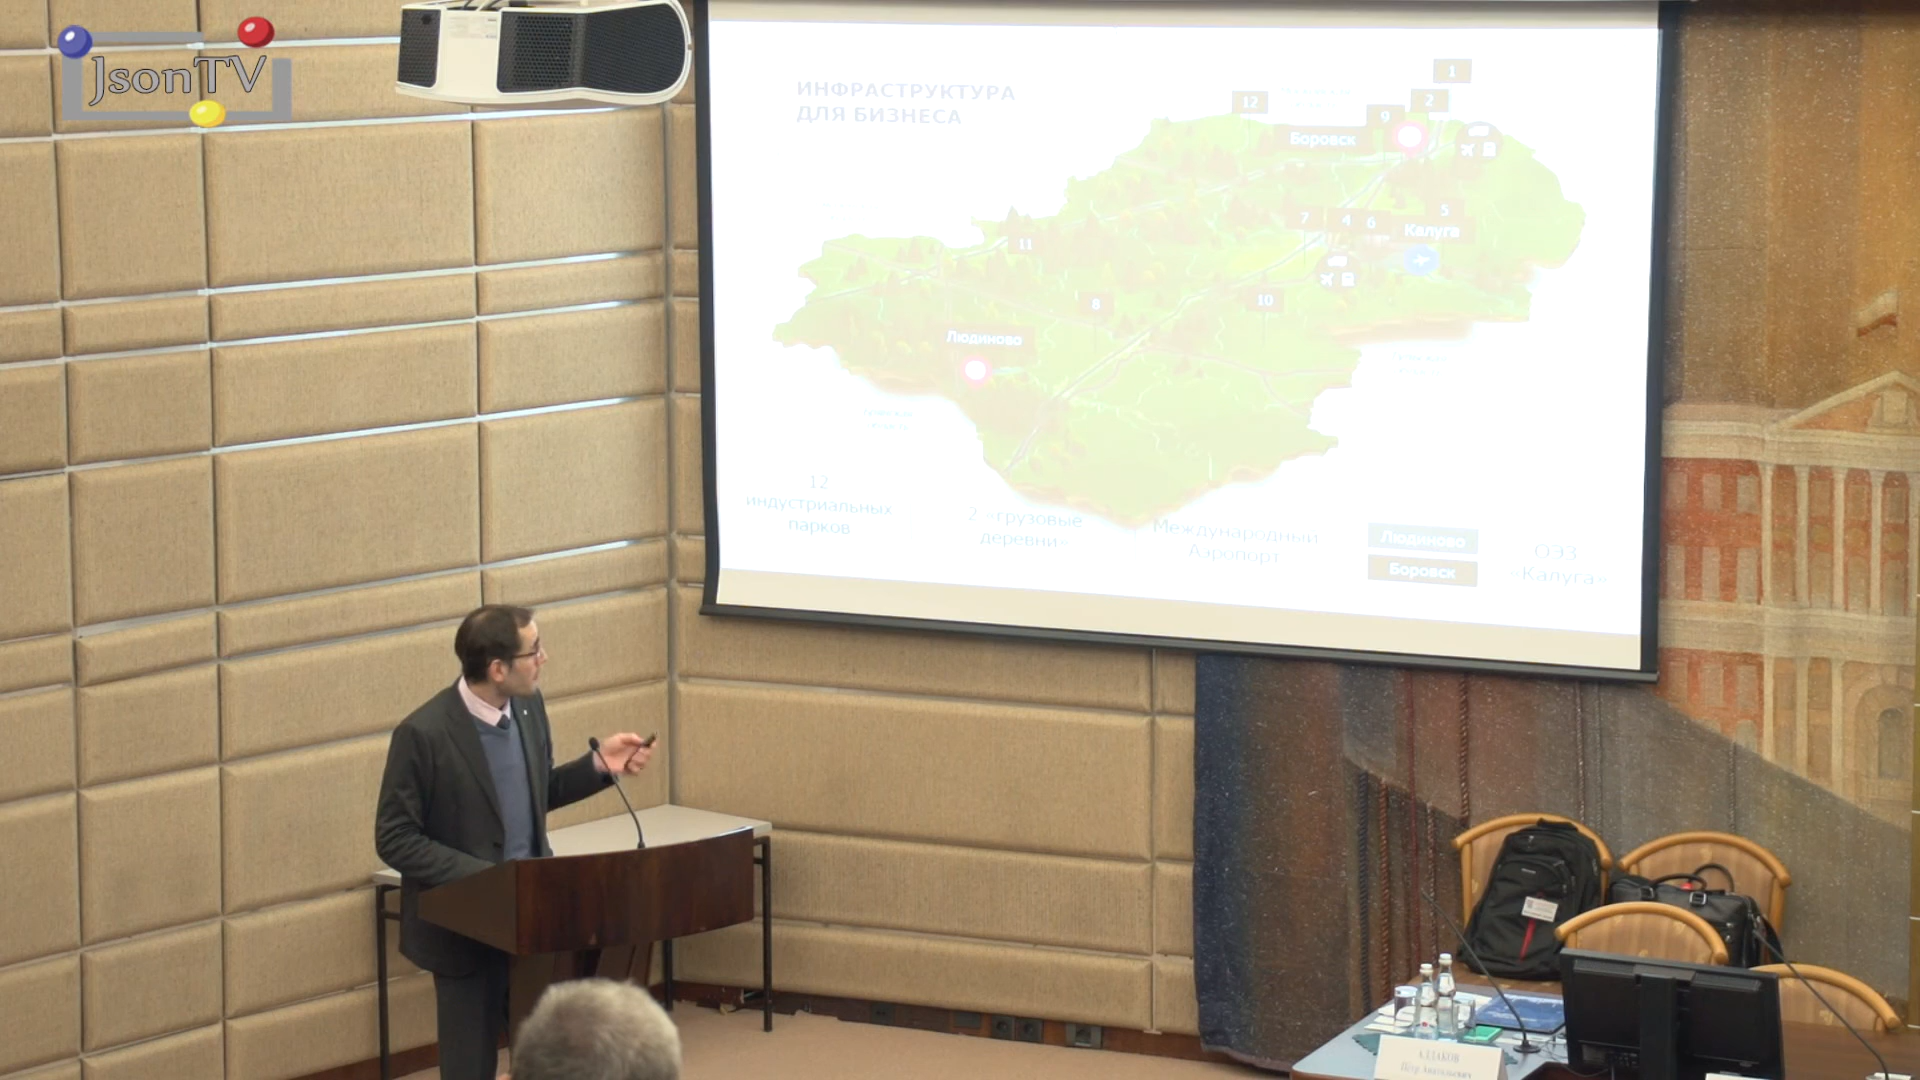 JsonTV
ИНФРАСТРУКТУРА
ДЛЯ БИЗНЕСА
1
2
12
9
Боровск
5
7
4
6
Калуга
11
8
10
Людиново
12
индустриальных
парков
2 «грузовые
деревни»
Международный
Аэропорт
Людиново
Боровск
ОЭЗ
«Калуга»